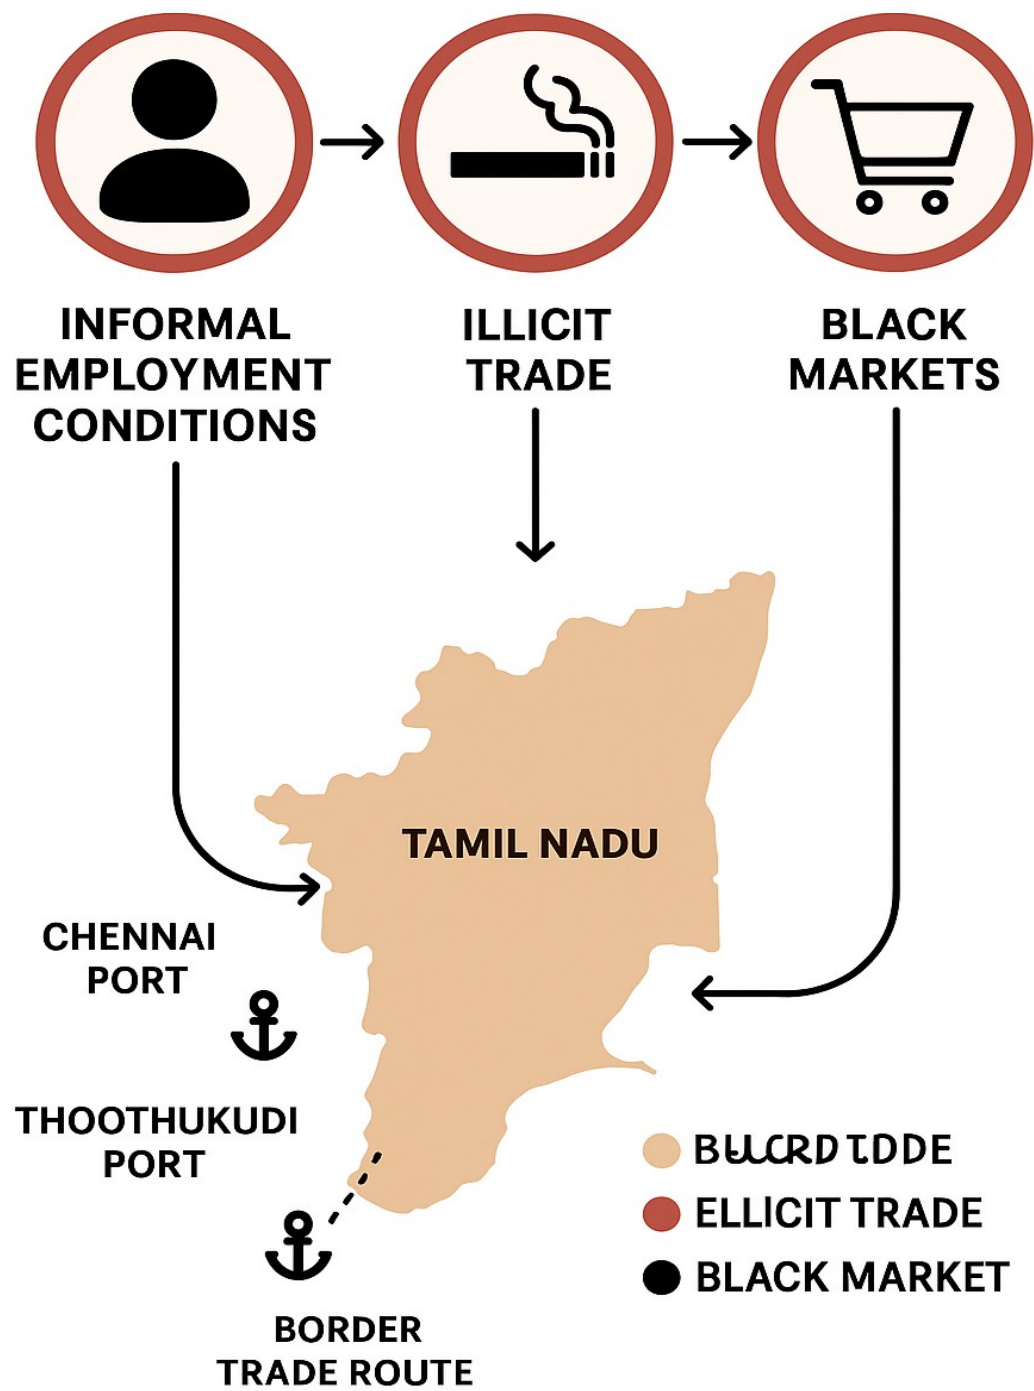 INFORMAL
EMPLOYMENT
CONDITIONS
ILLICIT
TRADE
BLACK
MARKETS
TAMIL NADU
CHENNAI
PORT
THOOTHUKUDI
PORT
BORDER
TRADE ROUTE
ELLICIT TRADE
BLACK MARKET